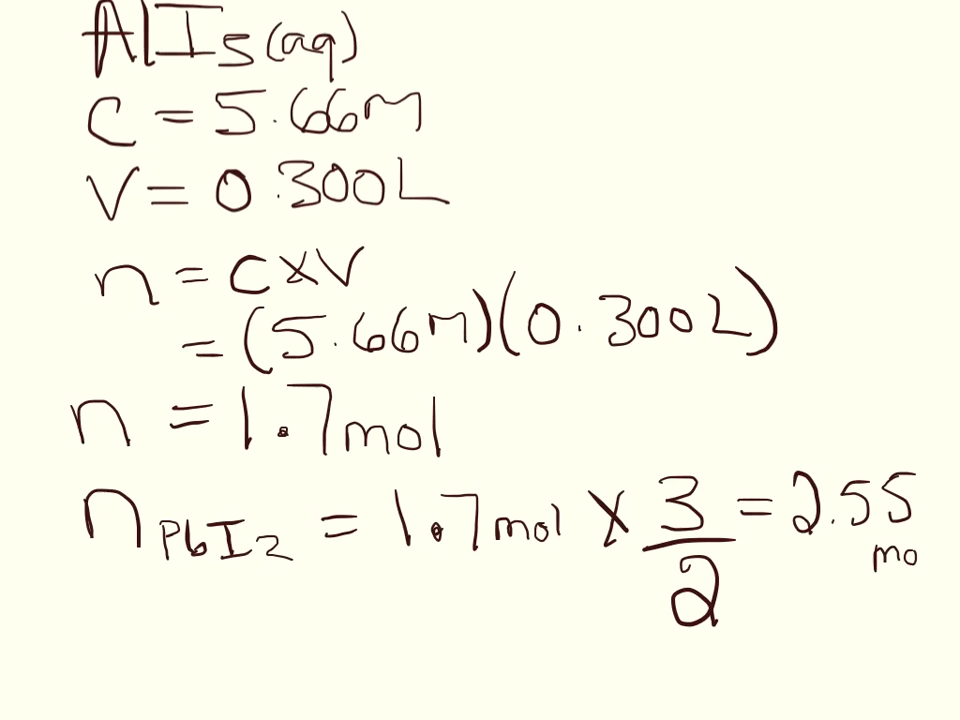 AlI5(aq)
C = 5.66M
V = 0.300L
n = CxV
= (5.66M)(0.300L)
n = 1.7mol
nPbI2 = 1.7mol x 3/2 = 2.55 mo